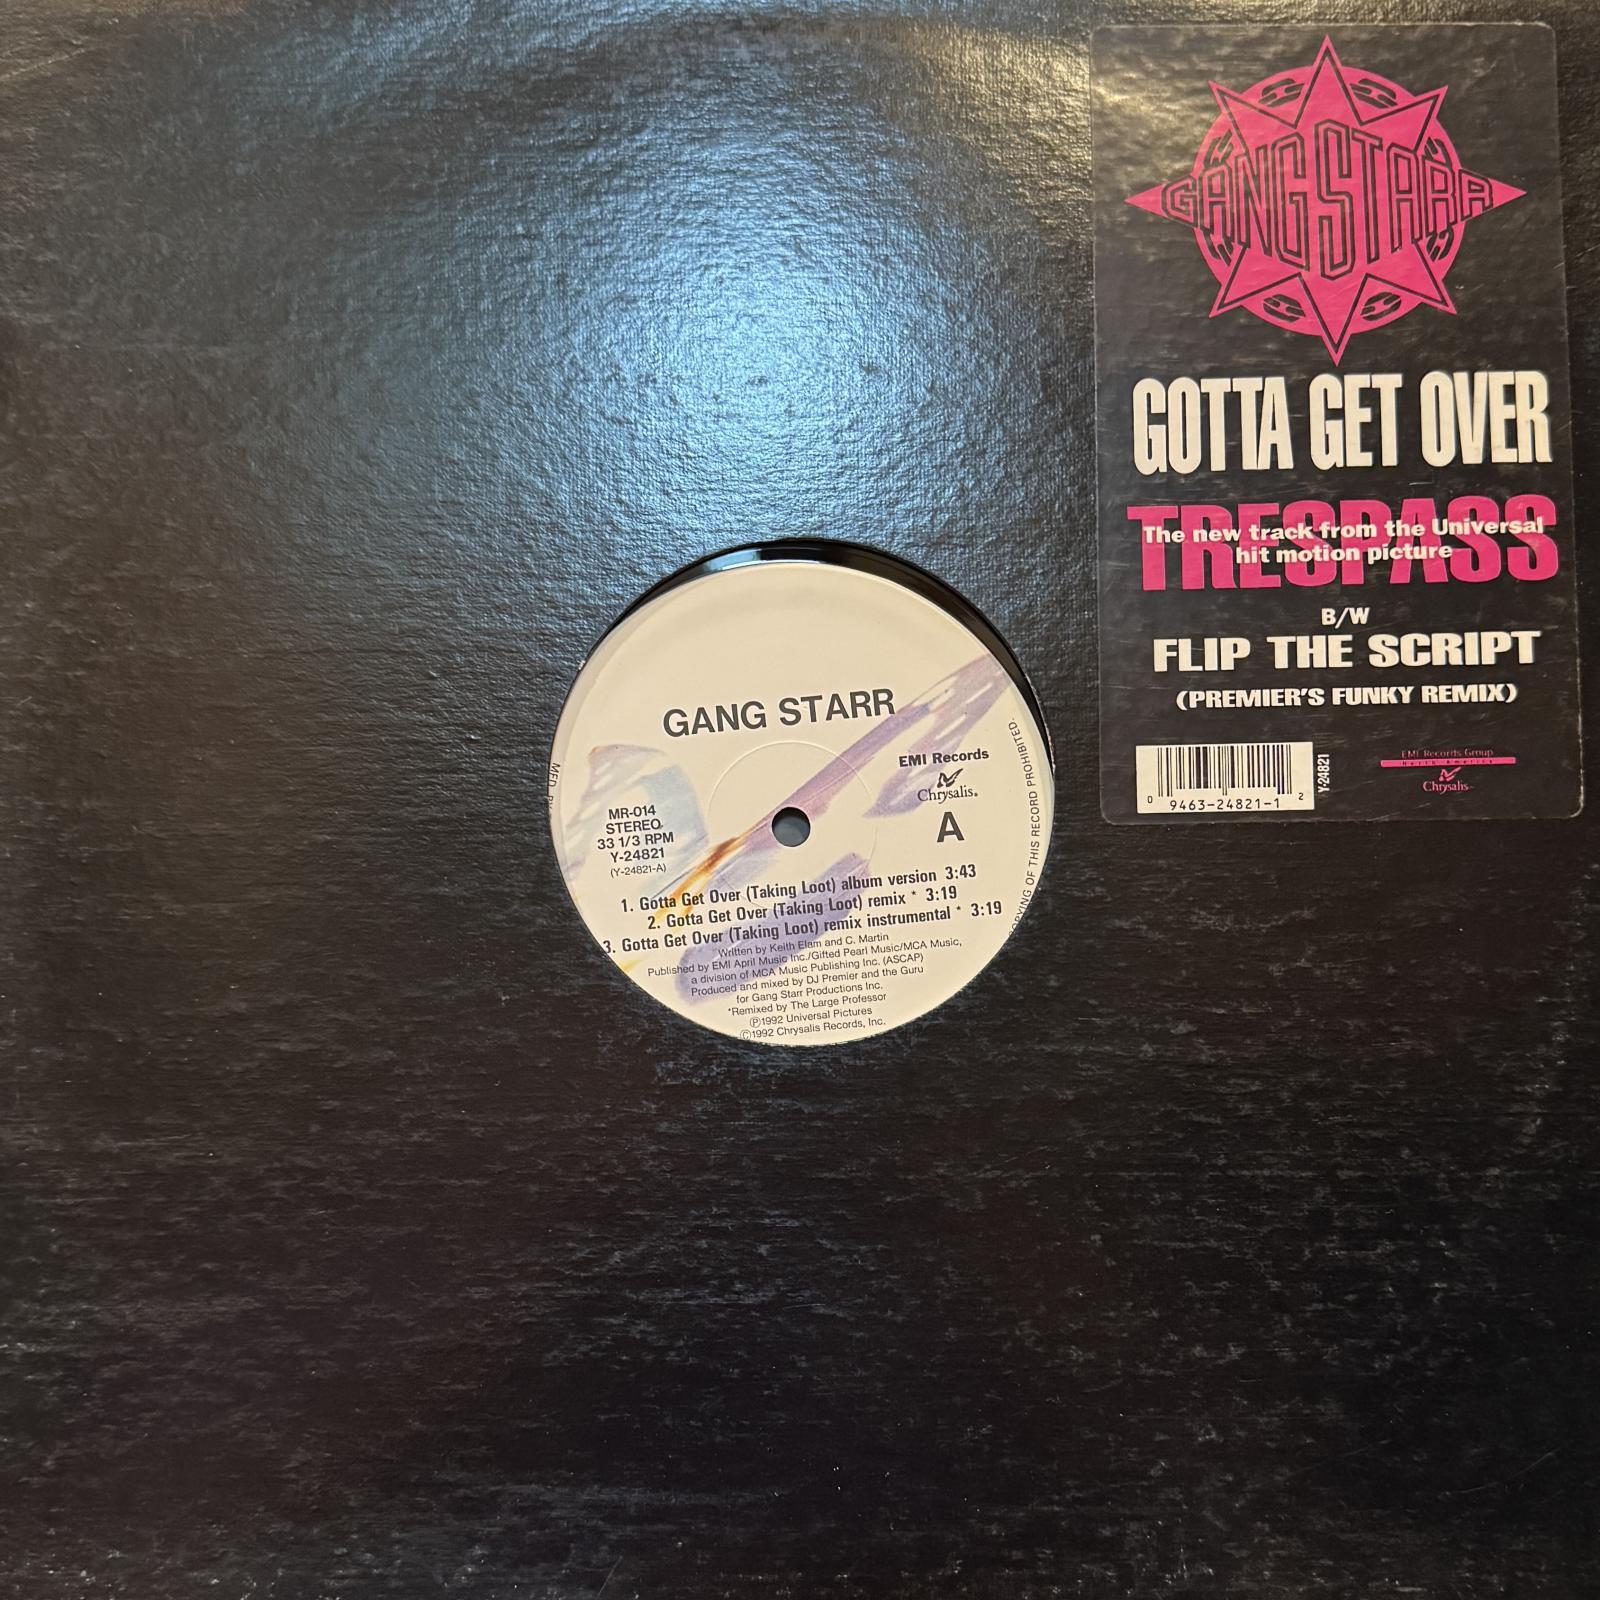 GANG STARR
GOTTA GET OVER
TRESPASS
The new track from the Universal
hit motion picture
B/W
FLIP THE SCRIPT
(PREMIER'S FUNKY REMIX)
0 9463-24821-1 2
Y-24821
EMI Records Group
North America
Chrysalis
GANG STARR
EMI Records
Chrysalis.
A
MR-014
STEREO
33 1/3 RPM
Y-24821
(Y-24821-A)
1. Gotta Get Over (Taking Loot) album version 3:43
2. Gotta Get Over (Taking Loot) remix * 3:19
3. Gotta Get Over (Taking Loot) remix instrumental * 3:19
Written by Keith Elam and C. Martin
Published by EMI April Music Inc./Gifted Pearl Music/MCA Music,
a division of MCA Music Publishing Inc. (ASCAP)
Produced and mixed by DJ Premier and the Guru
for Gang Starr Productions Inc.
*Remixed by The Large Professor
℗1992 Universal Pictures
©1992 Chrysalis Records, Inc.
OF THIS RECORD PROHIBITED.
MFD.